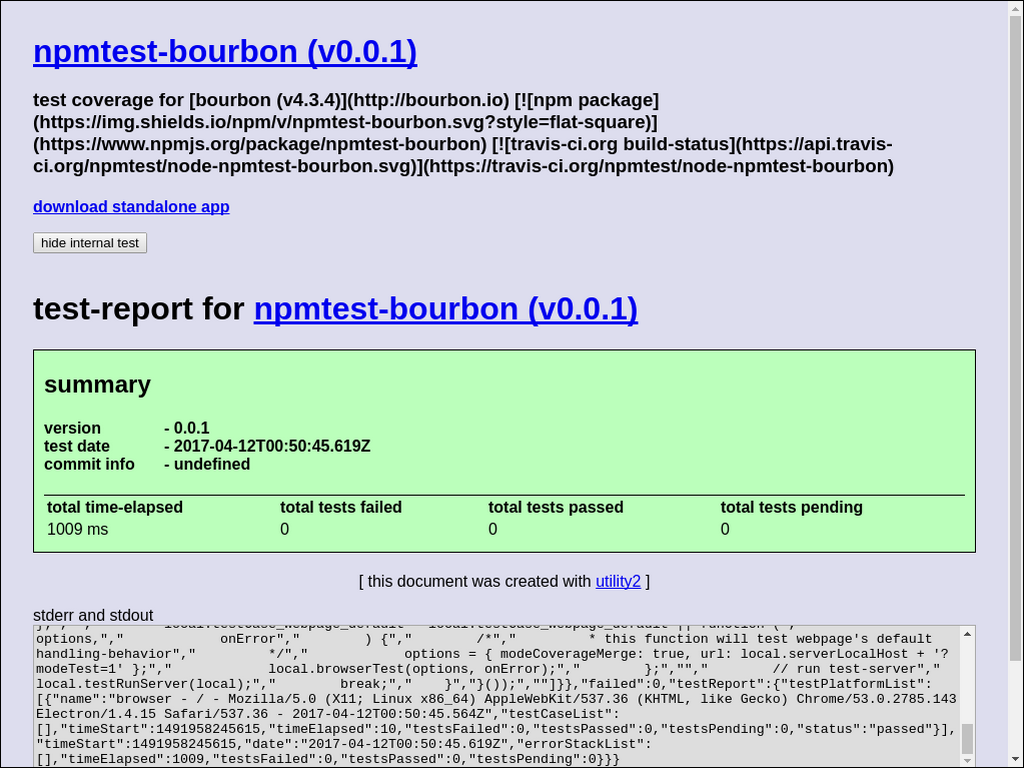 npmtest-bourbon (v0.0.1)
test coverage for [bourbon (v4.3.4)](http://bourbon.io) [![npm package]
(https://img.shields.io/npm/v/npmtest-bourbon.svg?style=flat-square)]
(https://www.npmjs.org/package/npmtest-bourbon) [![travis-ci.org build-status](https://api.travis-
ci.org/npmtest/node-npmtest-bourbon.svg)](https://travis-ci.org/npmtest/node-npmtest-bourbon)
download standalone app
hide internal test
test-report for npmtest-bourbon (v0.0.1)
summary
version - 0.0.1
test date - 2017-04-12T00:50:45.619Z
commit info - undefined
total time-elapsed total tests failed total tests passed total tests pending
1009 ms 0 0 0
[ this document was created with utility2 ]
stderr and stdout
options,"," onError"," ) {"," /*"," * this function will test webpage's default
handling-behavior"," */"," options = { modeCoverageMerge: true, url: local.serverLocalHost + '?
modeTest=1' };"," local.browserTest(options, onError);"," };",""," // run test-server","
local.testRunServer(local);"," break;"," }","}());",""]}},"failed":0,"testReport":{"testPlatformList":
[{"name":"browser - / - Mozilla/5.0 (X11; Linux x86_64) AppleWebKit/537.36 (KHTML, like Gecko) Chrome/53.0.2785.143
Electron/1.4.15 Safari/537.36 - 2017-04-12T00:50:45.564Z","testCaseList":
[],"timeStart":1491958245615,"timeElapsed":10,"testsFailed":0,"testsPassed":0,"testsPending":0,"status":"passed"}],
"timeStart":1491958245615,"date":"2017-04-12T00:50:45.619Z","errorStackList":
[],"timeElapsed":1009,"testsFailed":0,"testsPassed":0,"testsPending":0}}}